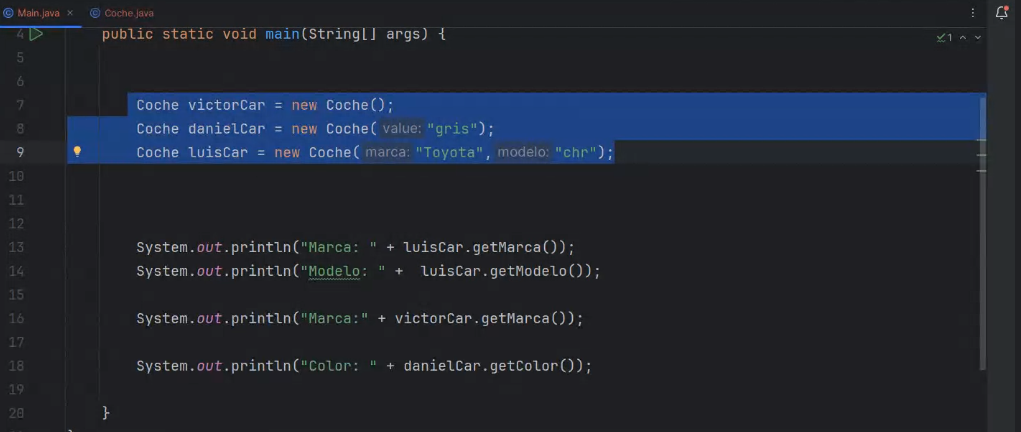 Main.java × Coche.java
4 public static void main(String[] args) {
1
5
6
7 Coche victorCar = new Coche();
8 Coche danielCar = new Coche( value: "gris");
9 Coche luisCar = new Coche( marca: "Toyota", modelo: "chr");
10
11
12
13 System.out.println("Marca: " + luisCar.getMarca());
14 System.out.println("Modelo: " +  luisCar.getModelo());
15
16 System.out.println("Marca:" + victorCar.getMarca());
17
18 System.out.println("Color: " + danielCar.getColor());
19
20 }